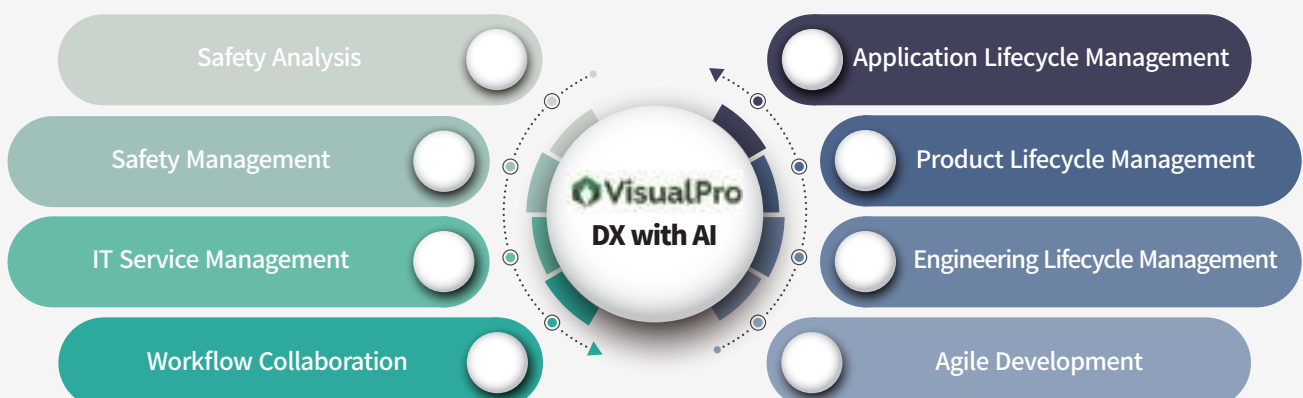 Safety Analysis
Safety Management
IT Service Management
Workflow Collaboration
VisualPro
DX with AI
Application Lifecycle Management
Product Lifecycle Management
Engineering Lifecycle Management
Agile Development